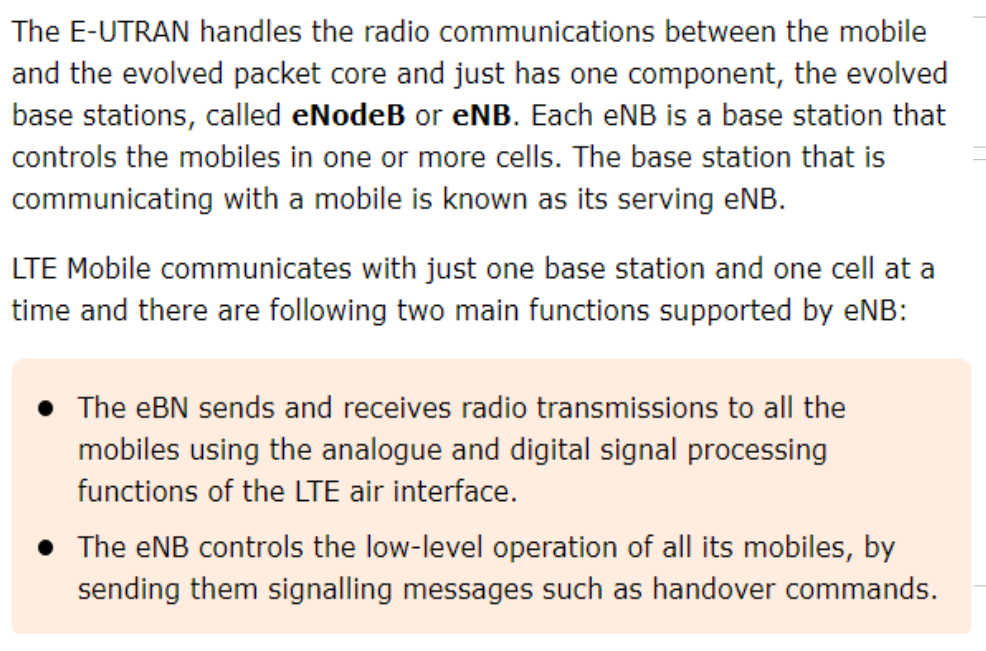 The E-UTRAN handles the radio communications between the mobile
and the evolved packet core and just has one component, the evolved
base stations, called eNodeB or eNB. Each eNB is a base station that
controls the mobiles in one or more cells. The base station that is
communicating with a mobile is known as its serving eNB.
LTE Mobile communicates with just one base station and one cell at a
time and there are following two main functions supported by eNB:
● The eBN sends and receives radio transmissions to all the
mobiles using the analogue and digital signal processing
functions of the LTE air interface.
● The eNB controls the low-level operation of all its mobiles, by
sending them signalling messages such as handover commands.